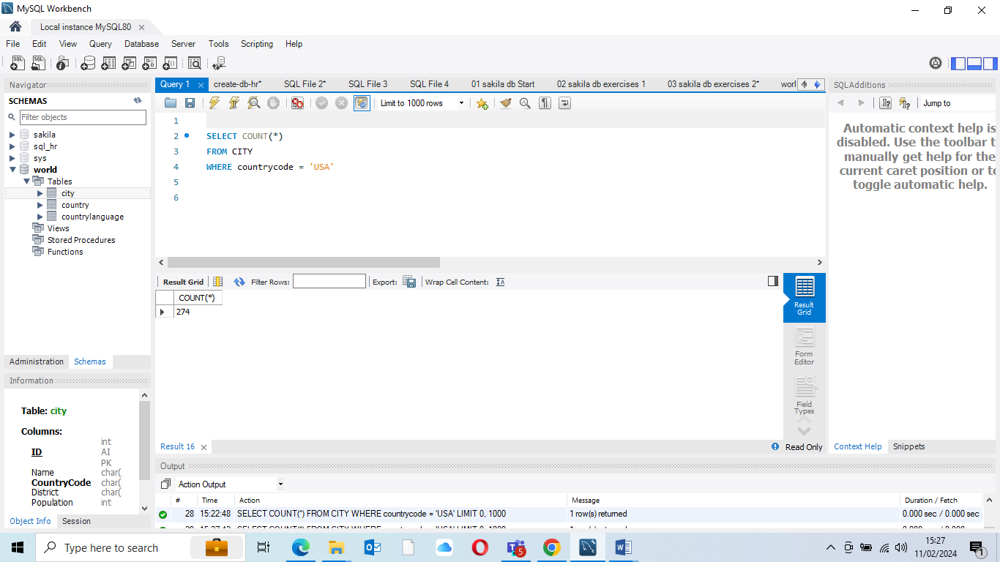 MySQL Workbench
Local instance MySQL80
File Edit View Query Database Server Tools Scripting Help
Navigator
SCHEMAS
Filter objects
sakila
sql_hr
sys
world
Tables
city
country
countrylanguage
Views
Stored Procedures
Functions
Administration Schemas
Information
Table: city
Columns:
ID int AI PK
Name char(
CountryCode char(
District char(
Population int
Object Info Session
Query 1 create-db-hr* SQL File 2* SQL File 3 SQL File 4 01 sakila db Start 02 sakila db exercises 1 03 sakila db exercises 2* worl
Limit to 1000 rows
1
2 SELECT COUNT(*)
3 FROM CITY
4 WHERE countrycode = 'USA'
5
6
Result Grid Filter Rows: Export: Wrap Cell Content:
COUNT(*)
274
Result Grid
Form Editor
Field Types
Result 16 Read Only
Output
Action Output
# Time Action Message Duration / Fetch
28 15:22:48 SELECT COUNT(*) FROM CITY WHERE countrycode = 'USA' LIMIT 0, 1000 1 row(s) returned 0.000 sec / 0.000 sec
SQLAdditions
Jump to
Automatic context help is
disabled. Use the toolbar t
manually get help for the
current caret position or to
toggle automatic help.
Context Help Snippets
Type here to search
5
15:27
11/02/2024
1